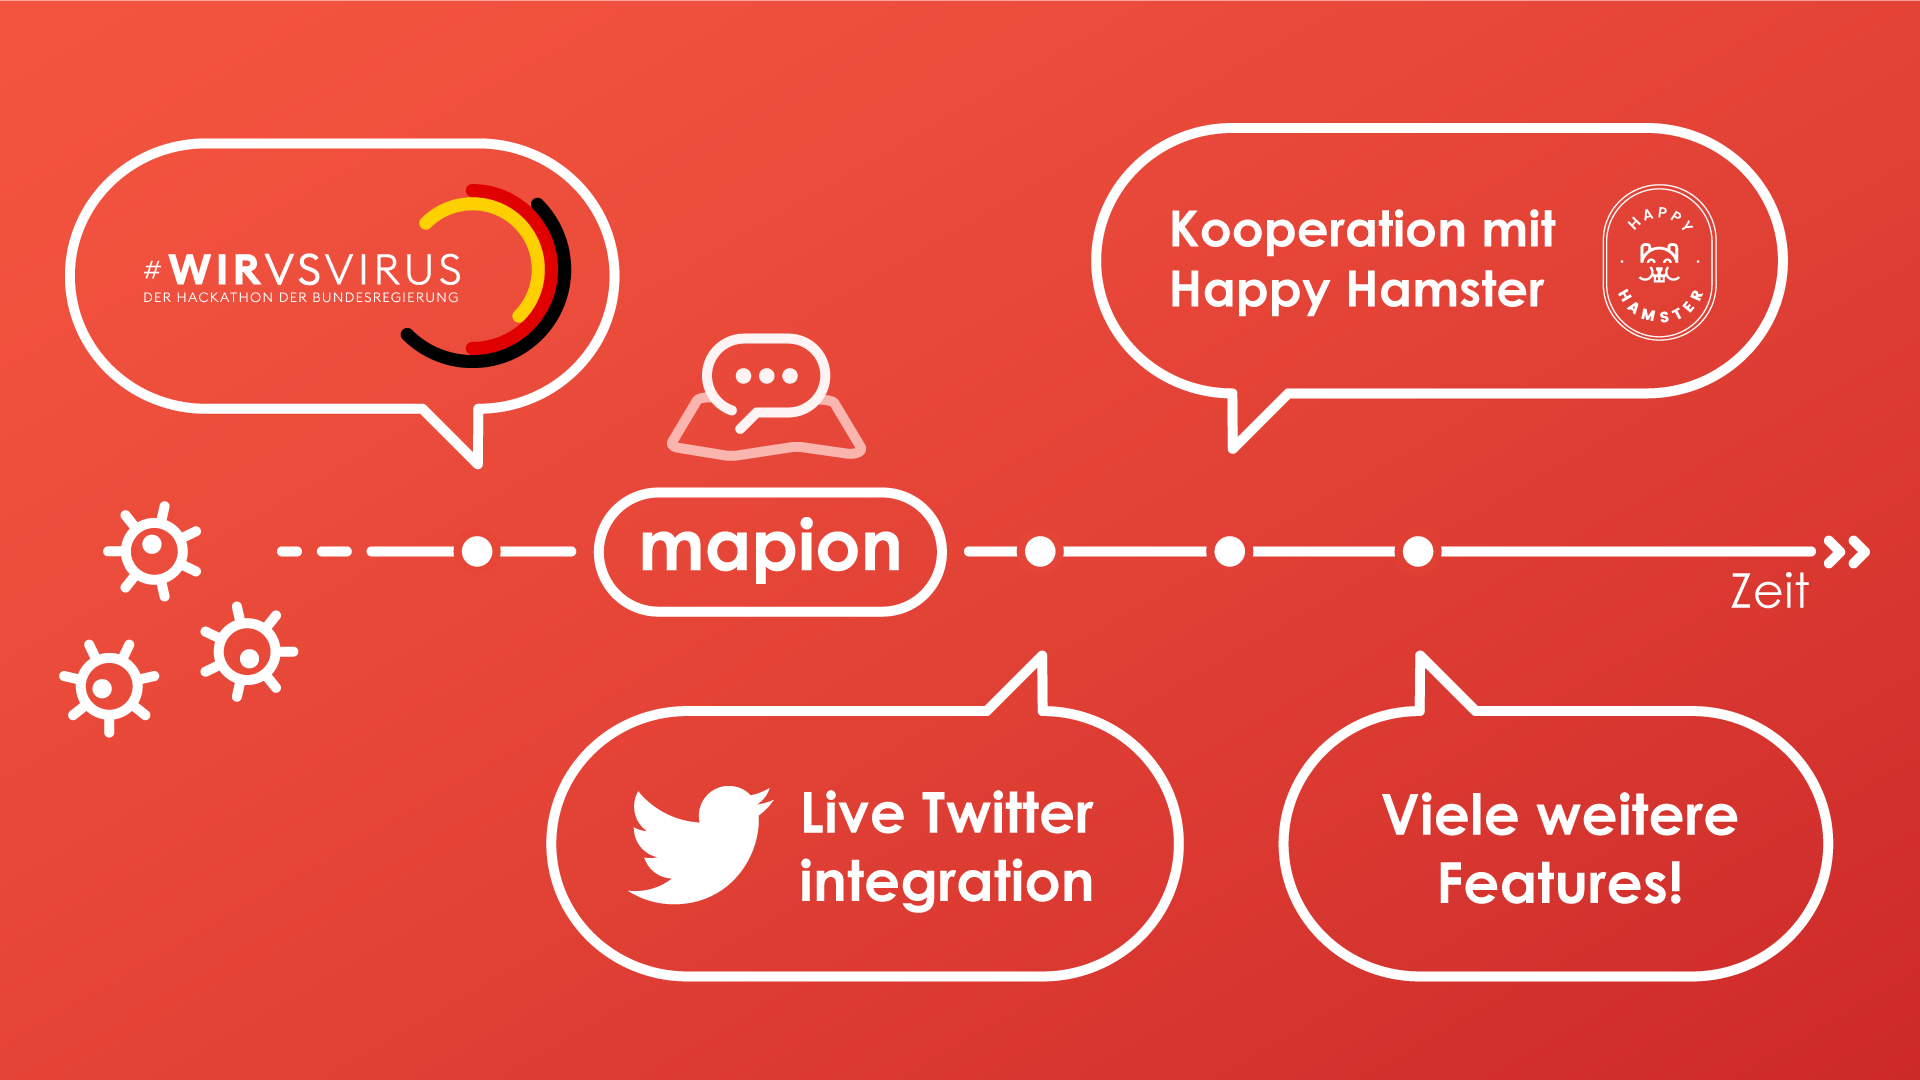 #WIRVSVIRUS
DER HACKATHON DER BUNDESREGIERUNG
Kooperation mit
Happy Hamster
HAPPY
HAMSTER
mapion
Zeit
Live Twitter
integration
Viele weitere
Features!